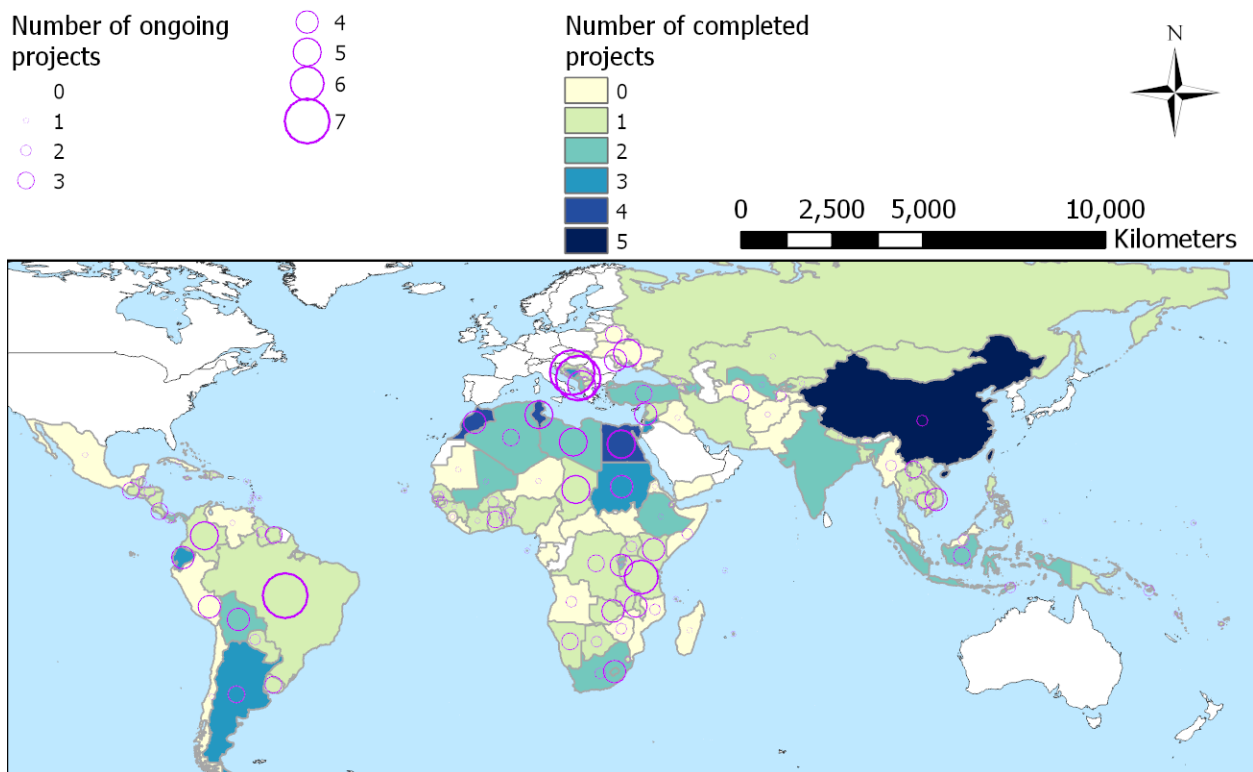 Number of ongoing
projects
0
1
2
3
4
5
6
7
Number of completed
projects
0
1
2
3
4
5
N
0 2,500 5,000 10,000
Kilometers